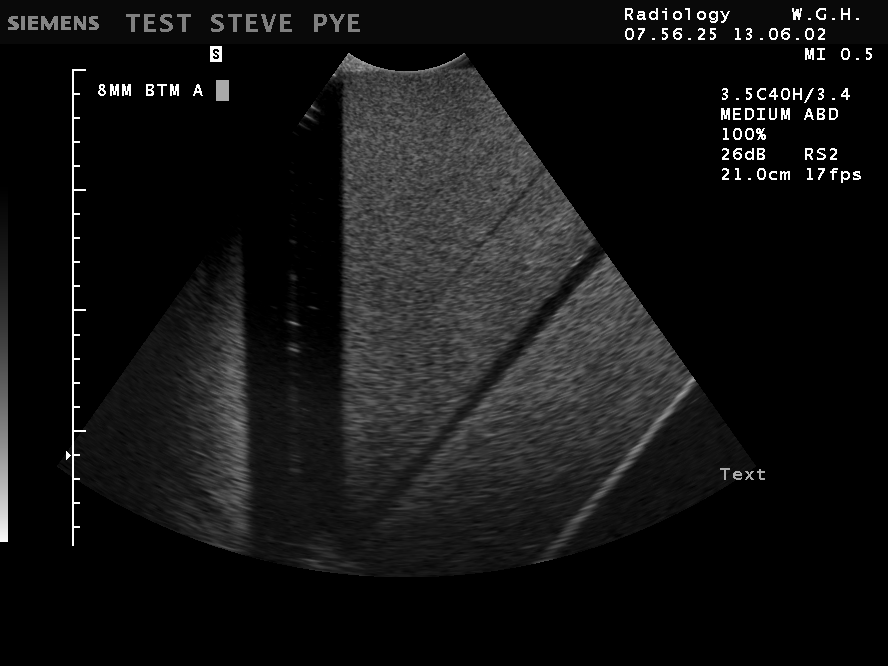 SIEMENS TEST STEVE PYE
Radiology W.G.H.
07.56.25 13.06.02
MI 0.5
S
8MM BTM A
3.5C40H/3.4
MEDIUM ABD
100%
26dB RS2
21.0cm 17fps
Text